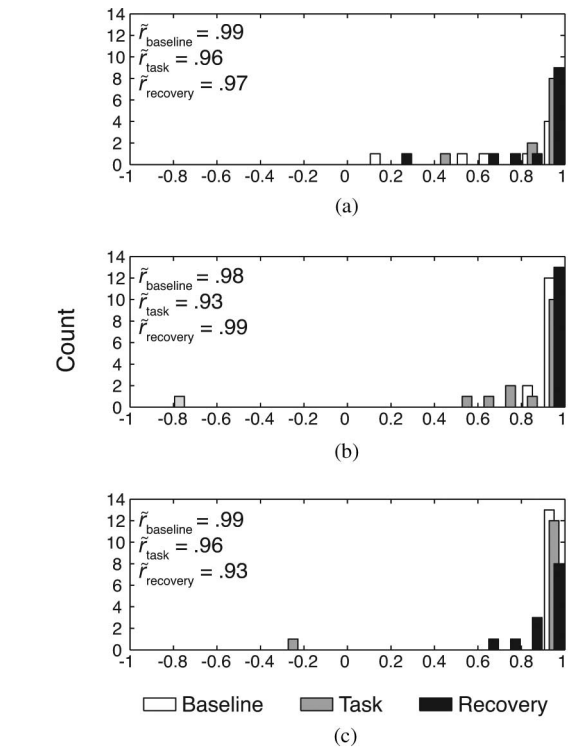 14
12
10
8
6
4
2
0
r̃baseline = .99
r̃task = .96
r̃recovery = .97
-1 -0.8 -0.6 -0.4 -0.2 0 0.2 0.4 0.6 0.8 1
(a)
Count
14
12
10
8
6
4
2
0
r̃baseline = .98
r̃task = .93
r̃recovery = .99
-1 -0.8 -0.6 -0.4 -0.2 0 0.2 0.4 0.6 0.8 1
(b)
14
12
10
8
6
4
2
0
r̃baseline = .99
r̃task = .96
r̃recovery = .93
-1 -0.8 -0.6 -0.4 -0.2 0 0.2 0.4 0.6 0.8 1
Baseline Task Recovery
(c)